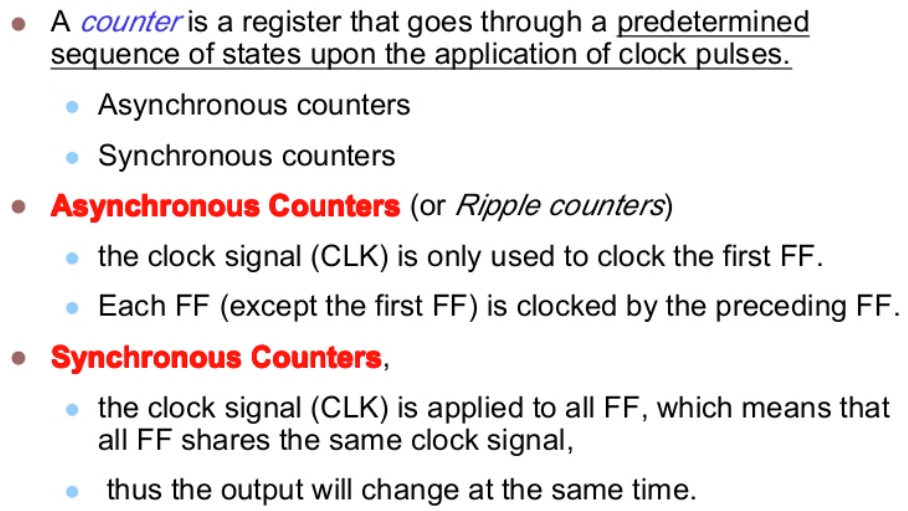 A counter is a register that goes through a predetermined
sequence of states upon the application of clock pulses.
Asynchronous counters
Synchronous counters
Asynchronous Counters (or Ripple counters)
the clock signal (CLK) is only used to clock the first FF.
Each FF (except the first FF) is clocked by the preceding FF.
Synchronous Counters,
the clock signal (CLK) is applied to all FF, which means that
all FF shares the same clock signal,
thus the output will change at the same time.